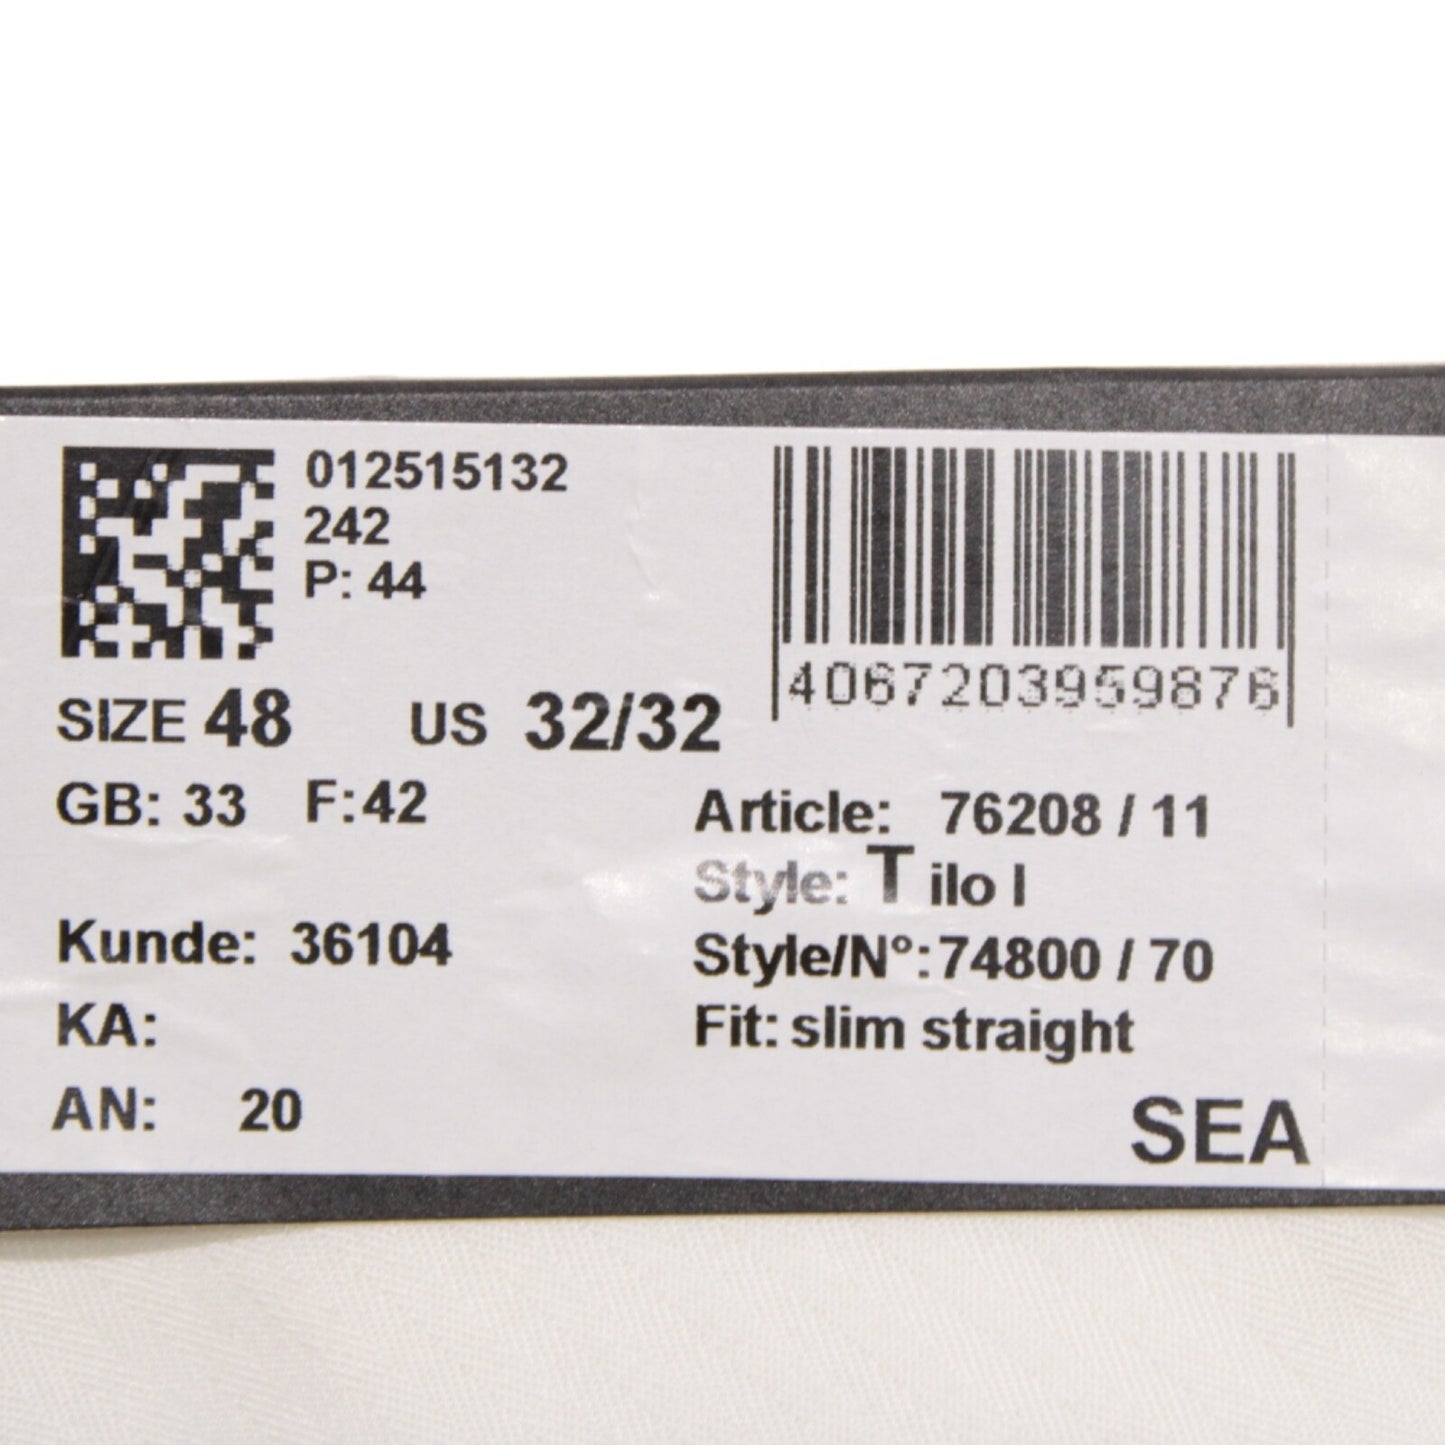 012515132
242
P: 44
4067203959876
SIZE 48 US 32/32
GB: 33 F:42
Article: 76208 / 11
Style: Tilo I
Kunde: 36104
Style/N°:74800 / 70
KA:
Fit: slim straight
AN: 20
SEA